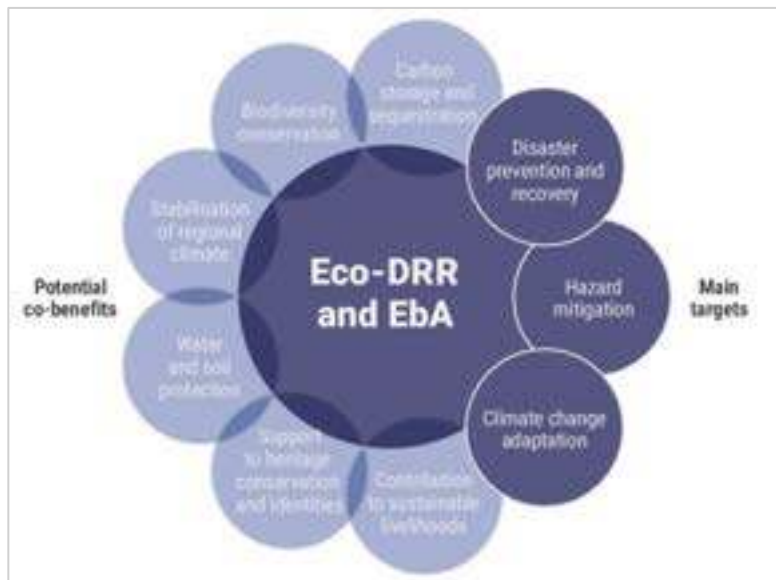 Carbon
storage and
sequestration
Biodiversity
conservation
Stabilisation
of regional
climate
Water
and soil
protection
Support
to heritage
conservation
and identities
Contribution
to sustainable
livelihoods
Potential
co-benefits
Eco-DRR
and EbA
Disaster
prevention and
recovery
Hazard
mitigation
Climate change
adaptation
Main
targets